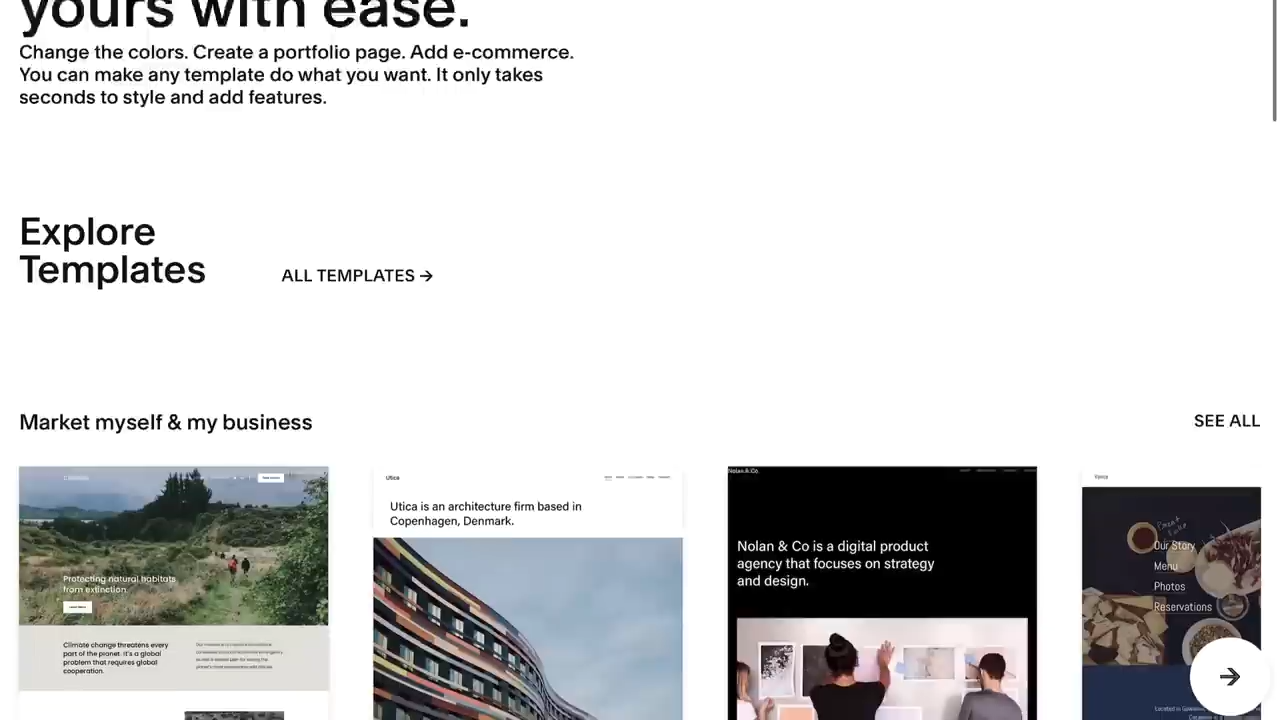 yours with ease.
Change the colors. Create a portfolio page. Add e-commerce.
You can make any template do what you want. It only takes
seconds to style and add features.
Explore
Templates
ALL TEMPLATES →
Market myself & my business
SEE ALL
Protecting natural habitats
from extinction.
Learn More
Climate change threatens every
part of the planet. It's a global
problem that requires global
cooperation.
Utica
Utica is an architecture firm based in
Copenhagen, Denmark.
Nolan & Co.
Nolan & Co is a digital product
agency that focuses on strategy
and design.
Our Story
Menu
Photos
Reservations